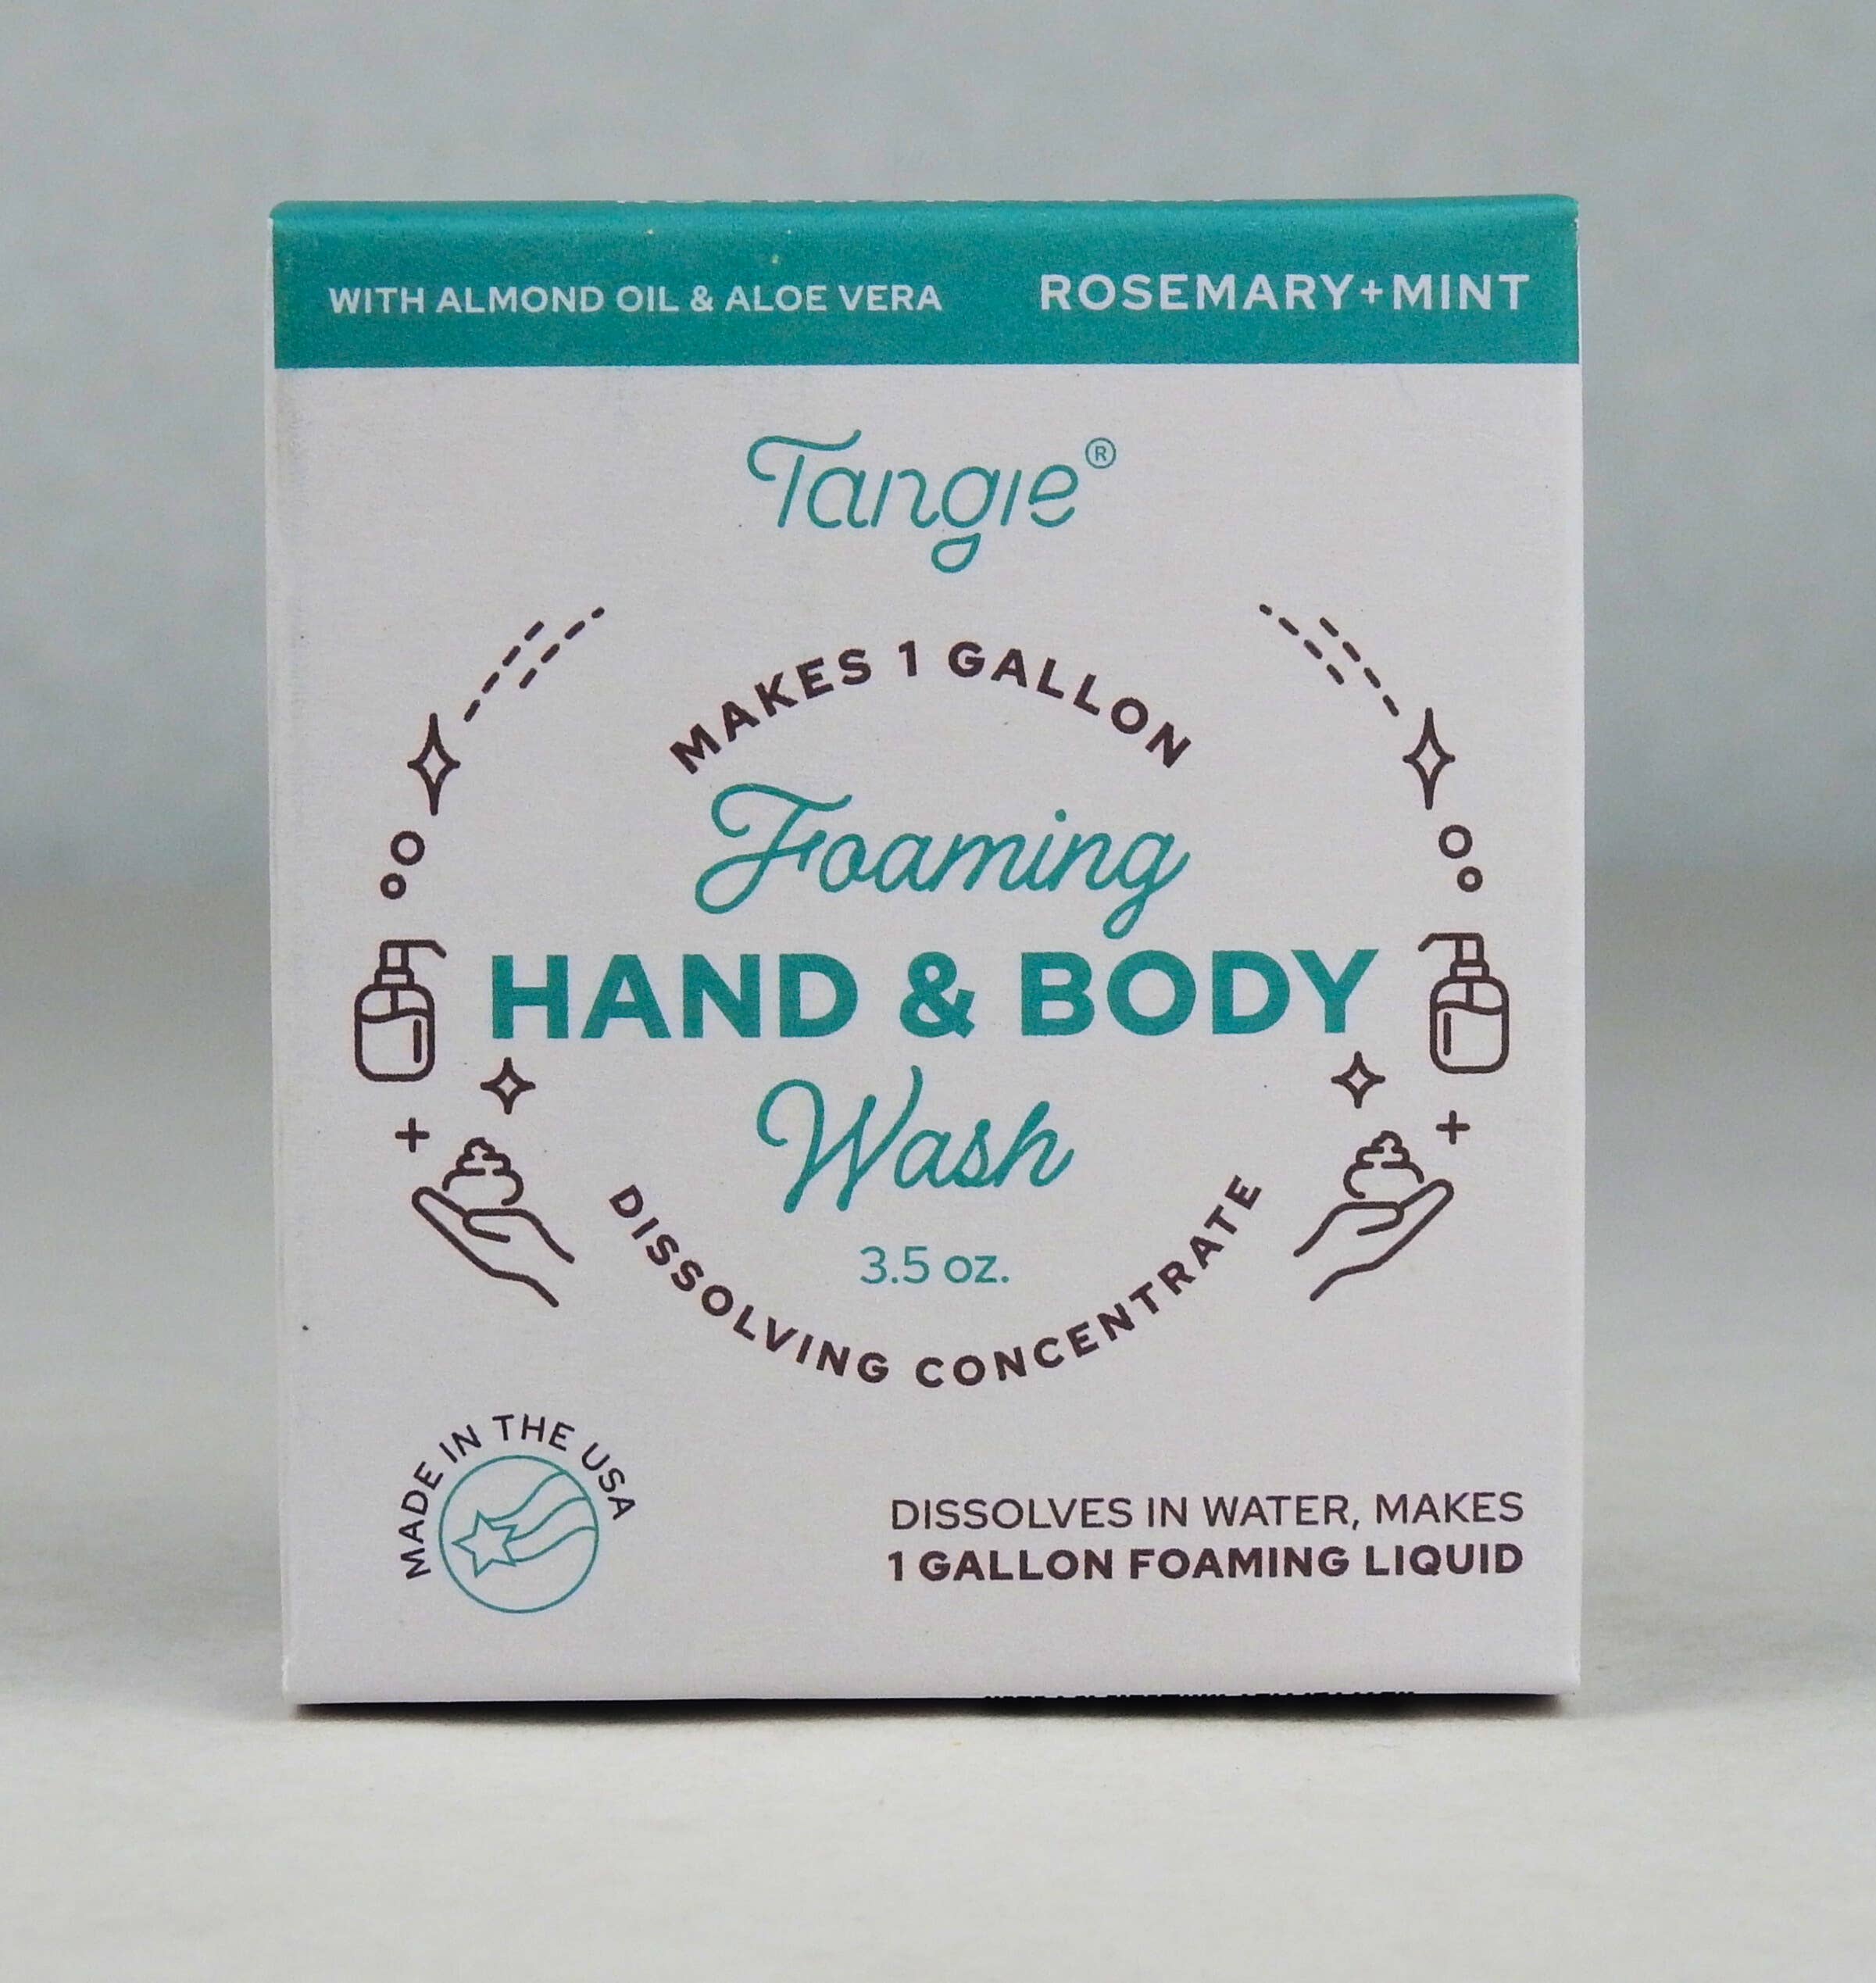 WITH ALMOND OIL & ALOE VERA
ROSEMARY+MINT
Tangie®
MAKES 1 GALLON
Foaming
HAND & BODY
Wash
3.5 oz.
DISSOLVING CONCENTRATE
MADE IN THE USA
DISSOLVES IN WATER, MAKES
1 GALLON FOAMING LIQUID